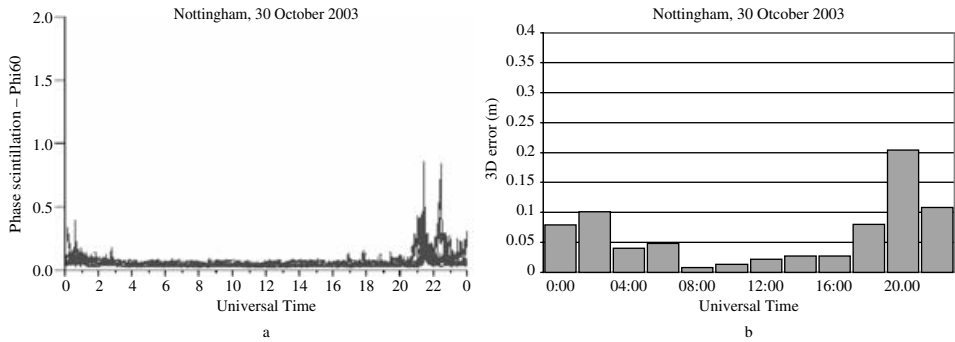 Nottingham, 30 October 2003
Phase scintillation – Phi60
2.0
1.5
1.0
0.5
0.0
0 2 4 6 8 10 12 14 16 18 20 22 0
Universal Time
a
Nottingham, 30 Otcober 2003
3D error (m)
0.4
0.35
0.3
0.25
0.2
0.15
0.1
0.05
0
0:00 04:00 08:00 12:00 16:00 20:00
Universal Time
b